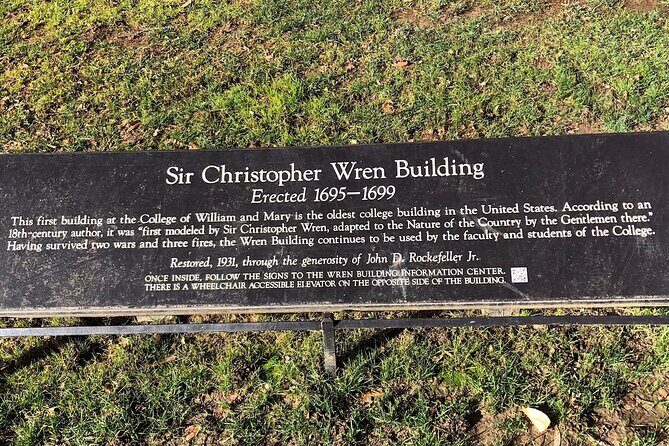 Sir Christopher Wren Building
Erected 1695—1699
This first building at the College of William and Mary is the oldest college building in the United States. According to an
18th-century author, it was "first modeled by Sir Christopher Wren, adapted to the Nature of the Country by the Gentlemen there."
Having survived two wars and three fires, the Wren Building continues to be used by the faculty and students of the College.
Restored, 1931, through the generosity of John D. Rockefeller Jr.
ONCE INSIDE, FOLLOW THE SIGNS TO THE WREN BUILDING INFORMATION CENTER.
THERE IS A WHEELCHAIR ACCESSIBLE ELEVATOR ON THE OPPOSITE SIDE OF THE BUILDING.